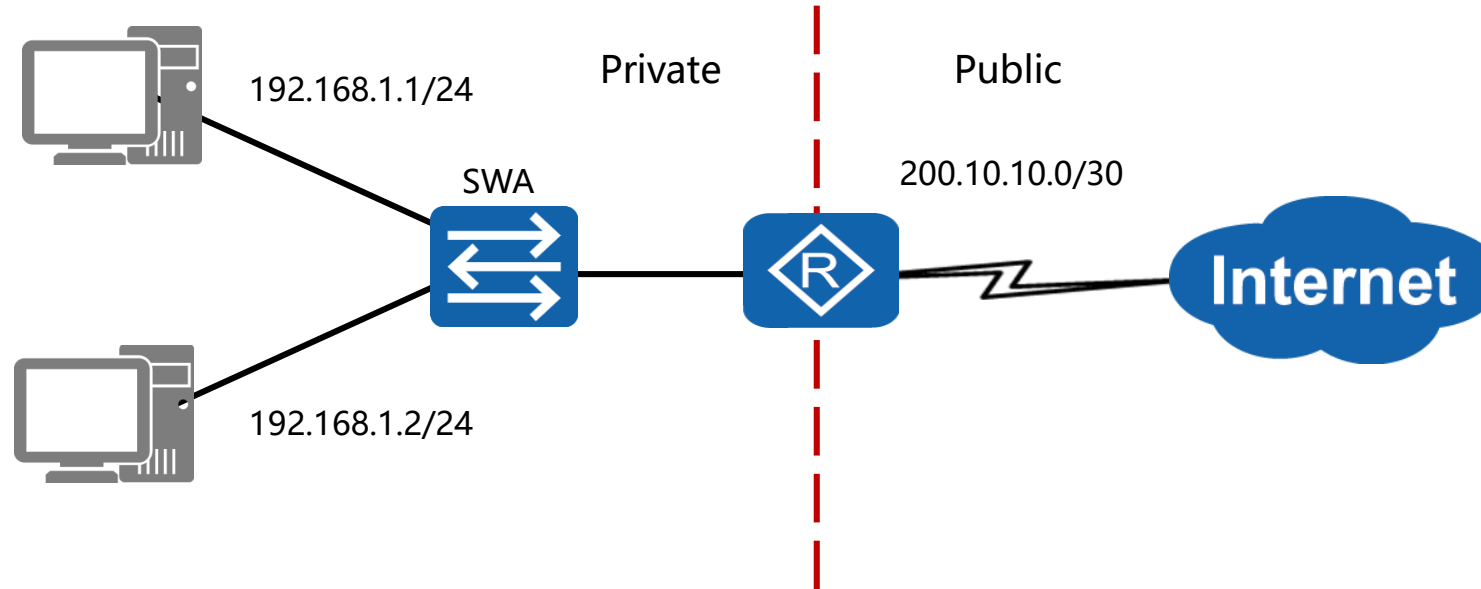 192.168.1.1/24
Private
Public
SWA
200.10.10.0/30
R
Internet
192.168.1.2/24